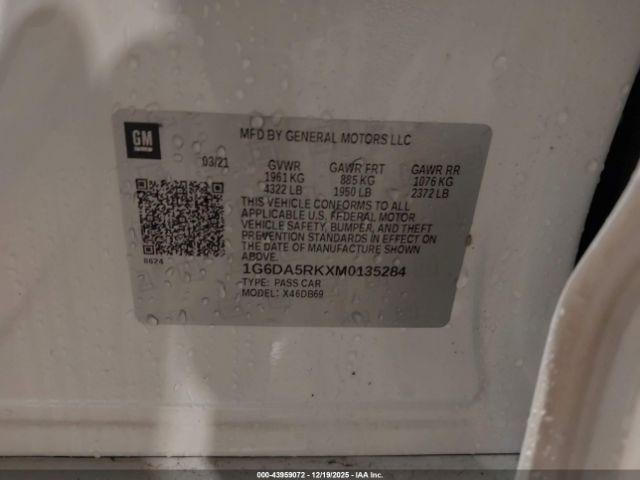 GM
MFD BY GENERAL MOTORS LLC
03/21 GVWR GAWR FRT GAWR RR
1961 KG 885 KG 1076 KG
4322 LB 1950 LB 2372 LB
THIS VEHICLE CONFORMS TO ALL
APPLICABLE U.S. FEDERAL MOTOR
VEHICLE SAFETY, BUMPER, AND THEFT
PREVENTION STANDARDS IN EFFECT ON
THE DATE OF MANUFACTURE SHOWN
ABOVE.
8624
1G6DA5RKXM0135284
TYPE: PASS CAR
MODEL: X46DB69
000-43959072 - 12/19/2025 - IAAI.COM